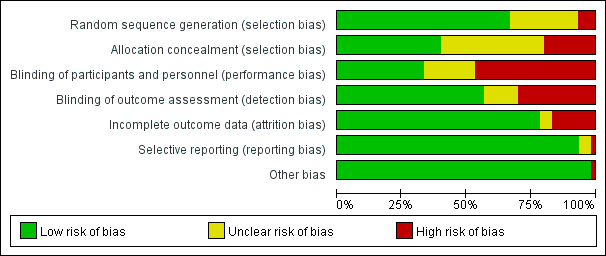 Random sequence generation (selection bias)
Allocation concealment (selection bias)
Blinding of participants and personnel (performance bias)
Blinding of outcome assessment (detection bias)
Incomplete outcome data (attrition bias)
Selective reporting (reporting bias)
Other bias
0% 25% 50% 75% 100%
Low risk of bias Unclear risk of bias High risk of bias